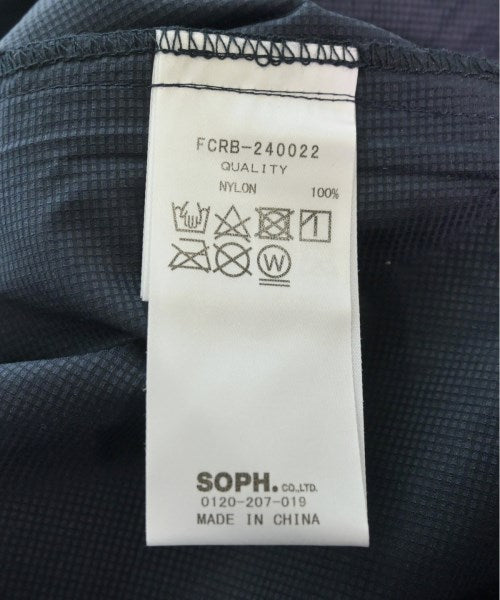 FCRB-240022
QUALITY
NYLON 100%
W
SOPH. CO.,LTD.
0120-207-019
MADE IN CHINA